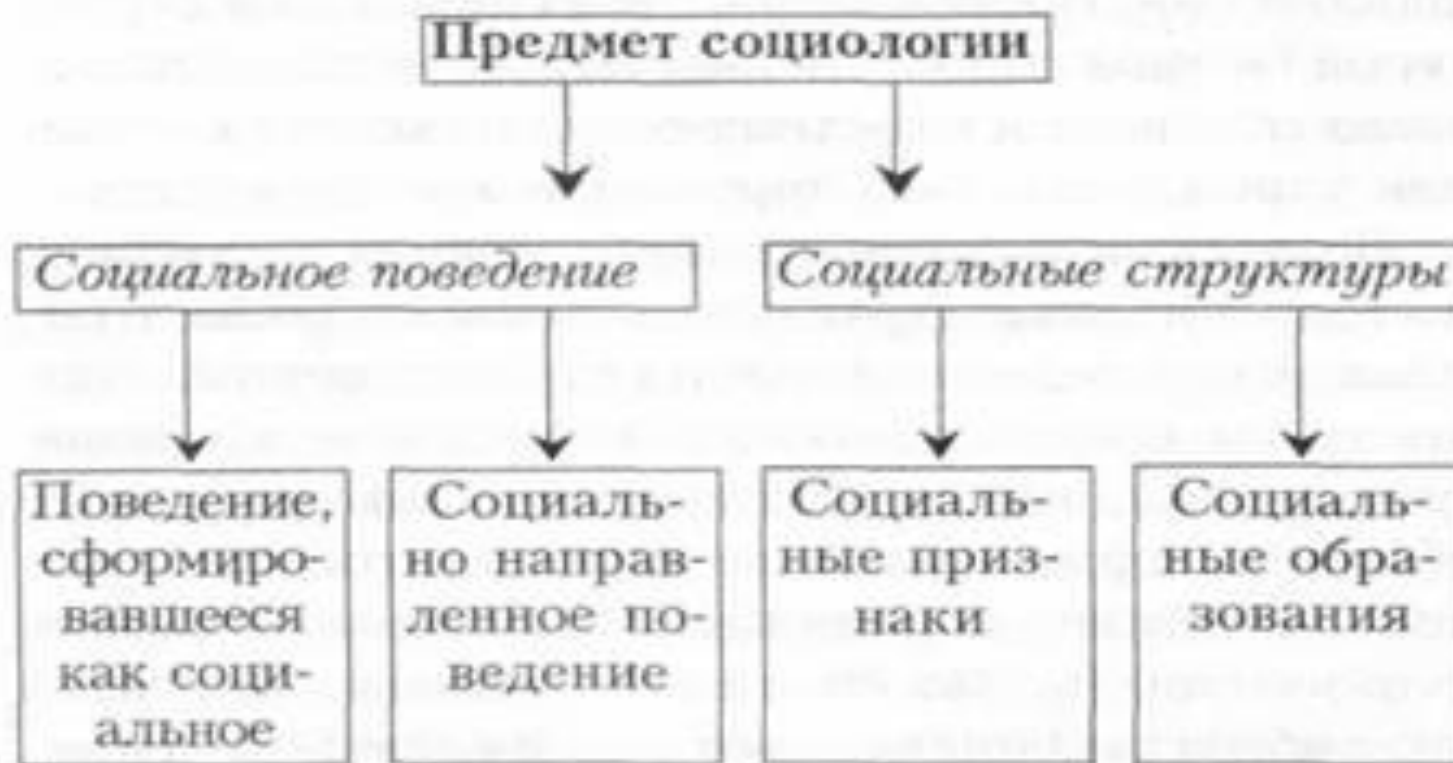 Предмет социологии
Социальное поведение
Социальные структуры
Поведение,
сформиро-
вавшееся
как соци-
альное
Социаль-
но направ-
ленное по-
ведение
Социаль-
ные приз-
наки
Социаль-
ные обра-
зования